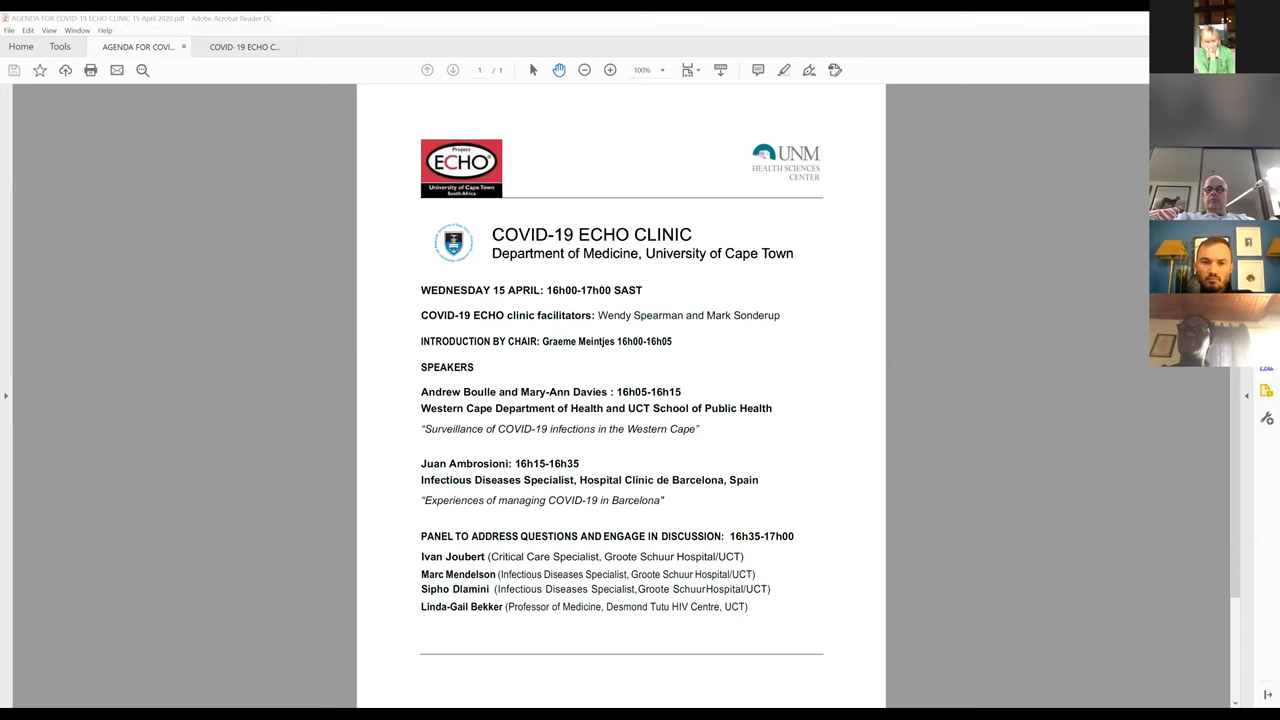 AGENDA FOR COVID-19 ECHO CLINIC 15 April 2020.pdf - Adobe Acrobat Reader DC
File Edit View Window Help
Home Tools AGENDA FOR COVI... × COVID-19 ECHO C...
1 / 1 100%
Project
ECHO®
University of Cape Town
South Africa
UNM
HEALTH SCIENCES
CENTER
COVID-19 ECHO CLINIC
Department of Medicine, University of Cape Town
WEDNESDAY 15 APRIL: 16h00-17h00 SAST
COVID-19 ECHO clinic facilitators: Wendy Spearman and Mark Sonderup
INTRODUCTION BY CHAIR: Graeme Meintjes 16h00-16h05
SPEAKERS
Andrew Boulle and Mary-Ann Davies : 16h05-16h15
Western Cape Department of Health and UCT School of Public Health
“Surveillance of COVID-19 infections in the Western Cape”
Juan Ambrosioni: 16h15-16h35
Infectious Diseases Specialist, Hospital Clínic de Barcelona, Spain
“Experiences of managing COVID-19 in Barcelona"
PANEL TO ADDRESS QUESTIONS AND ENGAGE IN DISCUSSION: 16h35-17h00
Ivan Joubert (Critical Care Specialist, Groote Schuur Hospital/UCT)
Marc Mendelson (Infectious Diseases Specialist, Groote Schuur Hospital/UCT)
Sipho Dlamini (Infectious Diseases Specialist,Groote SchuurHospital/UCT)
Linda-Gail Bekker (Professor of Medicine, Desmond Tutu HIV Centre, UCT)